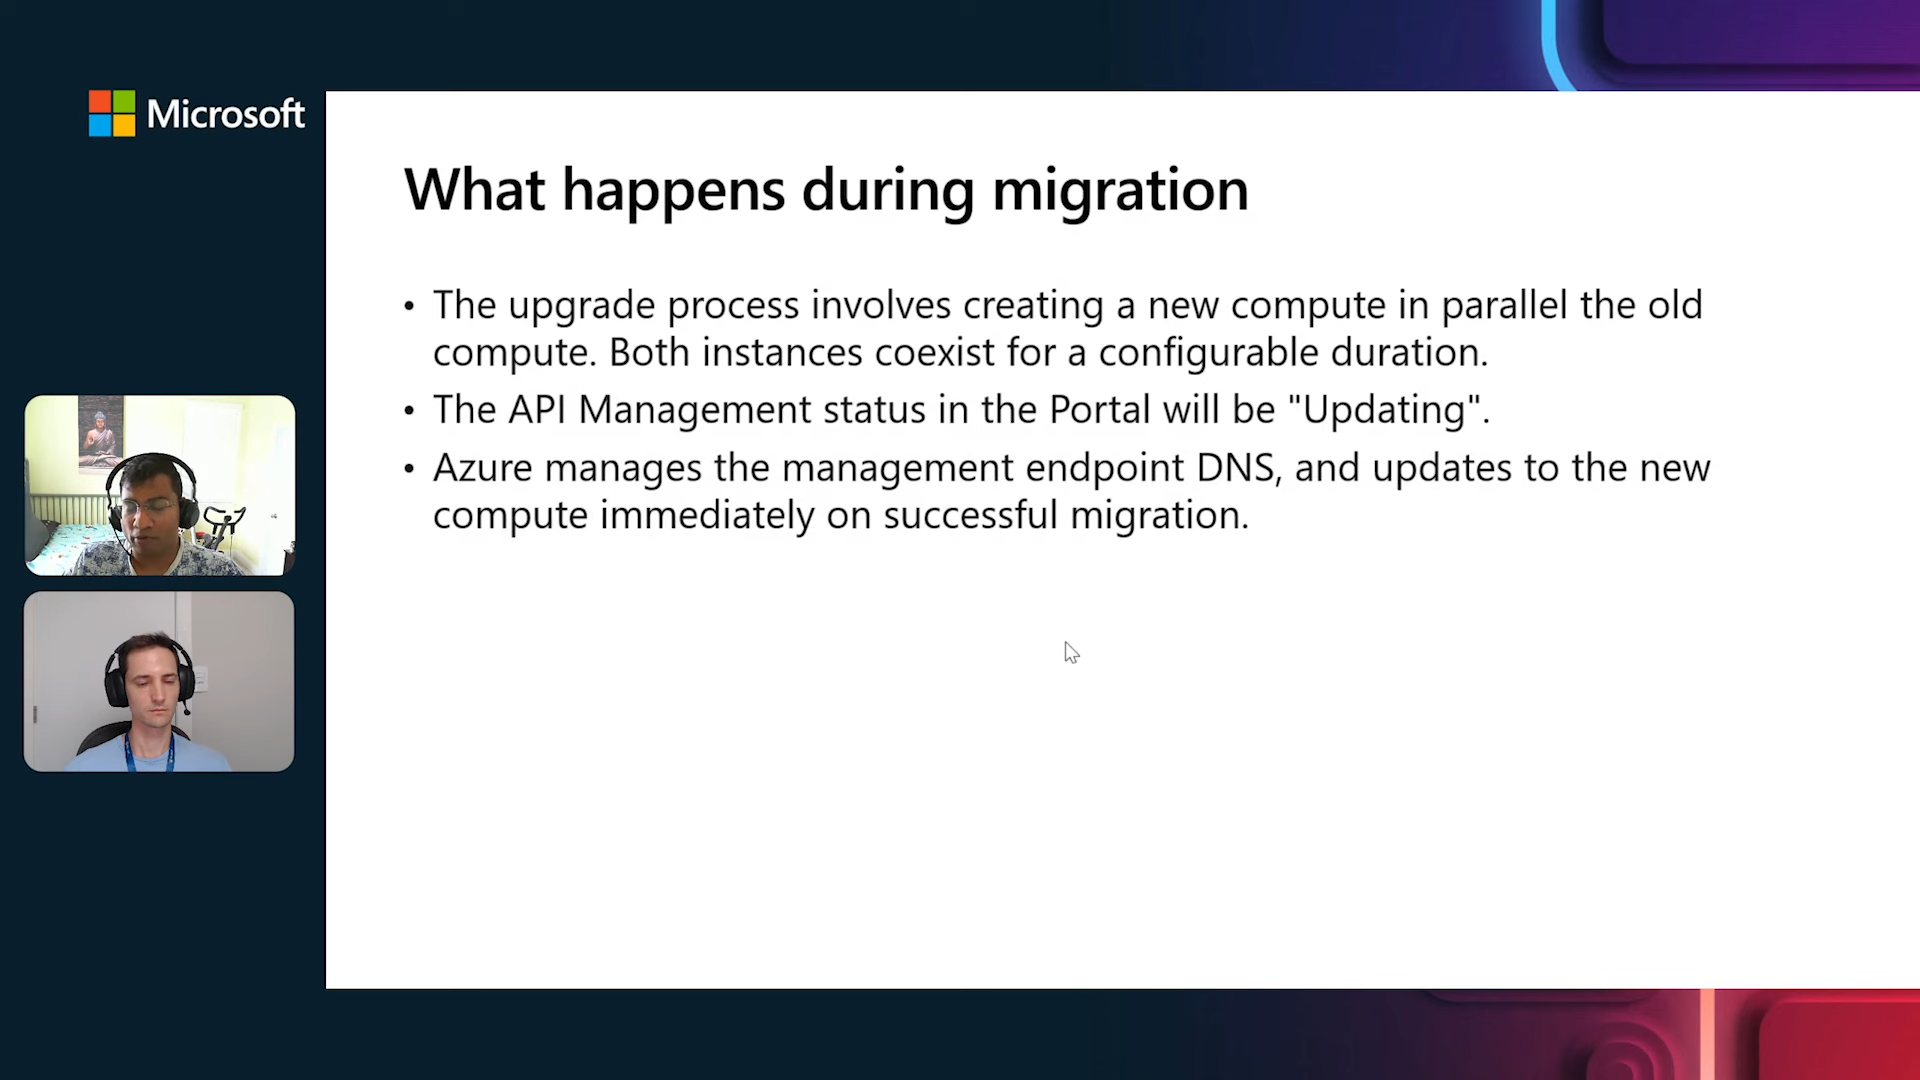 Microsoft
What happens during migration
• The upgrade process involves creating a new compute in parallel the old
compute. Both instances coexist for a configurable duration.
• The API Management status in the Portal will be "Updating".
• Azure manages the management endpoint DNS, and updates to the new
compute immediately on successful migration.